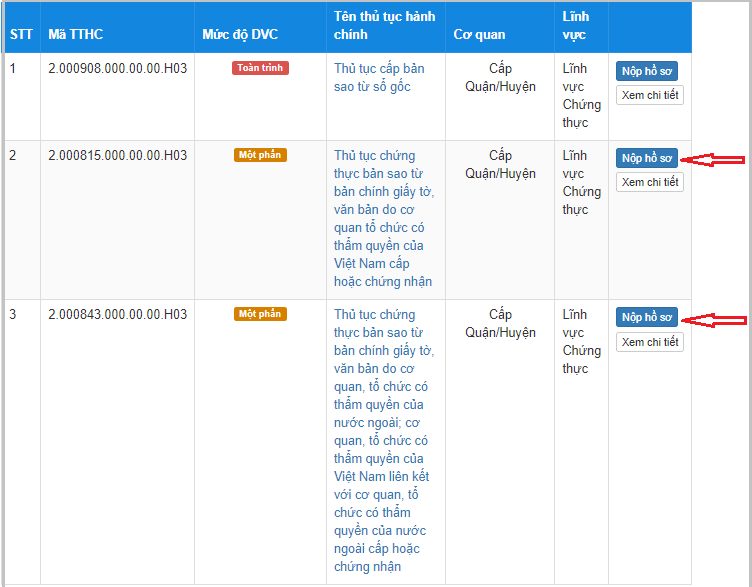 STT
Mã TTHC
Mức độ DVC
Tên thủ tục hành
chính
Cơ quan
Lĩnh
vực
1
2.000908.000.00.00.H03
Toàn trình
Thủ tục cấp bản
sao từ sổ gốc
Cấp
Quận/Huyện
Lĩnh
vực
Chứng
thực
Nộp hồ sơ
Xem chi tiết
2
2.000815.000.00.00.H03
Một phần
Thủ tục chứng
thực bản sao từ
bản chính giấy tờ,
văn bản do cơ
quan tổ chức có
thẩm quyền của
Việt Nam cấp
hoặc chứng nhận
Cấp
Quận/Huyện
Lĩnh
vực
Chứng
thực
Nộp hồ sơ
Xem chi tiết
3
2.000843.000.00.00.H03
Một phần
Thủ tục chứng
thực bản sao từ
bản chính giấy tờ,
văn bản do cơ
quan, tổ chức có
thẩm quyền của
nước ngoài; cơ
quan, tổ chức có
thẩm quyền của
Việt Nam liên kết
với cơ quan, tổ
chức có thẩm
quyền của nước
ngoài cấp hoặc
chứng nhận
Cấp
Quận/Huyện
Lĩnh
vực
Chứng
thực
Nộp hồ sơ
Xem chi tiết